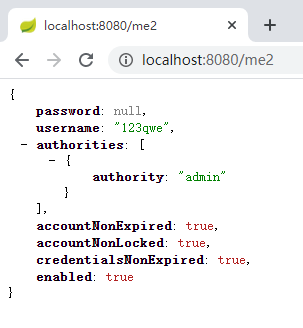 localhost:8080/me2
localhost:8080/me2
{
password: null,
username: "123qwe",
- authorities: [
- {
authority: "admin"
}
],
accountNonExpired: true,
accountNonLocked: true,
credentialsNonExpired: true,
enabled: true
}